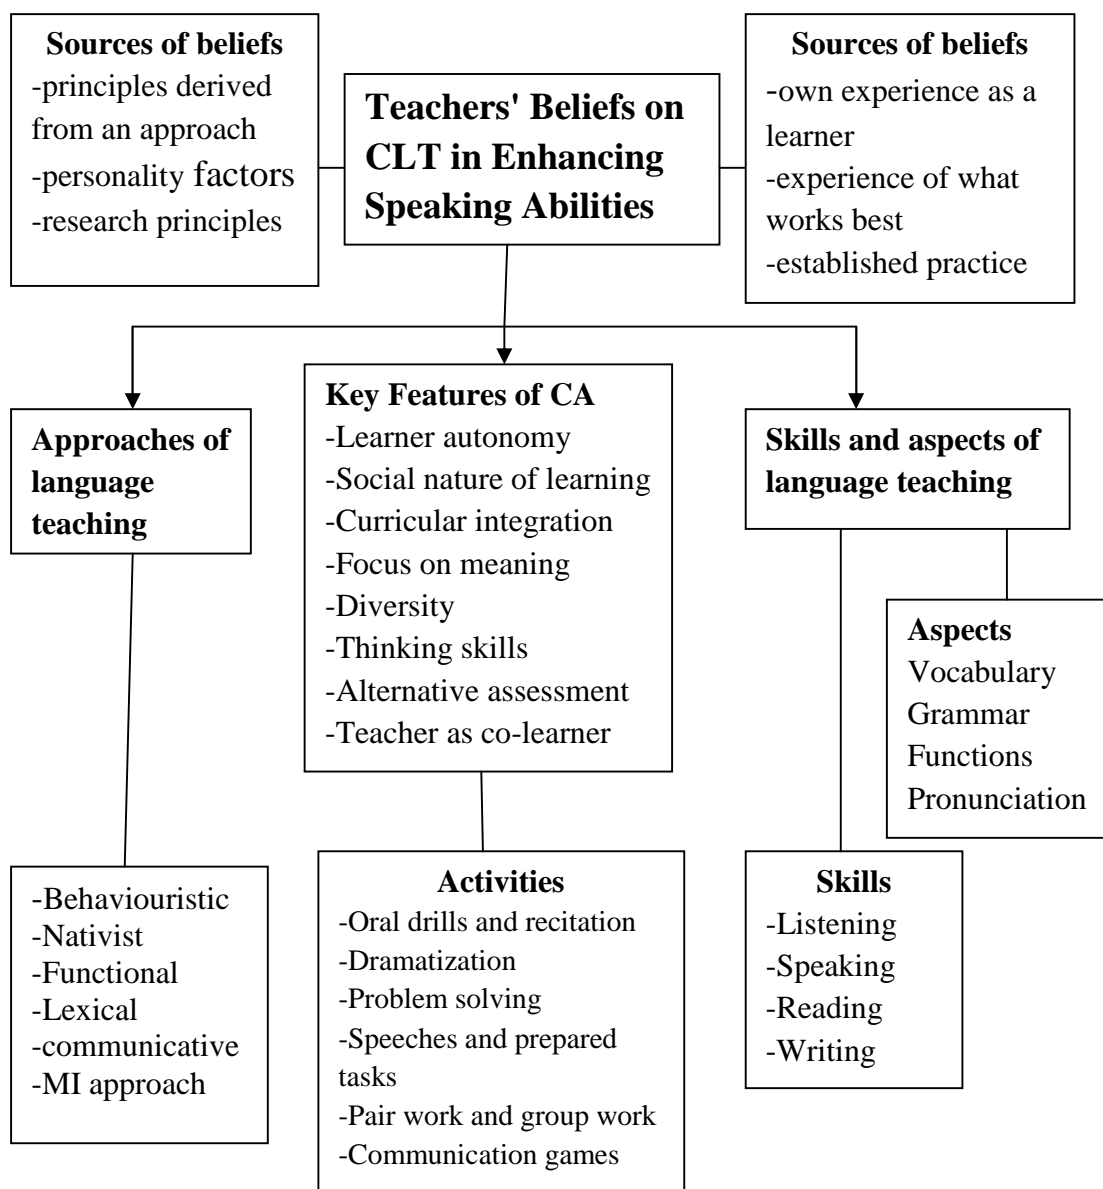 Sources of beliefs
-principles derived
from an approach
-personality factors
-research principles
Teachers' Beliefs on
CLT in Enhancing
Speaking Abilities
Sources of beliefs
-own experience as a
learner
-experience of what
works best
-established practice
Approaches of
language
teaching
Key Features of CA
-Learner autonomy
-Social nature of learning
-Curricular integration
-Focus on meaning
-Diversity
-Thinking skills
-Alternative assessment
-Teacher as co-learner
Skills and aspects of
language teaching
Aspects
Vocabulary
Grammar
Functions
Pronunciation
-Behaviouristic
-Nativist
-Functional
-Lexical
-communicative
-MI approach
Activities
-Oral drills and recitation
-Dramatization
-Problem solving
-Speeches and prepared
tasks
-Pair work and group work
-Communication games
Skills
-Listening
-Speaking
-Reading
-Writing